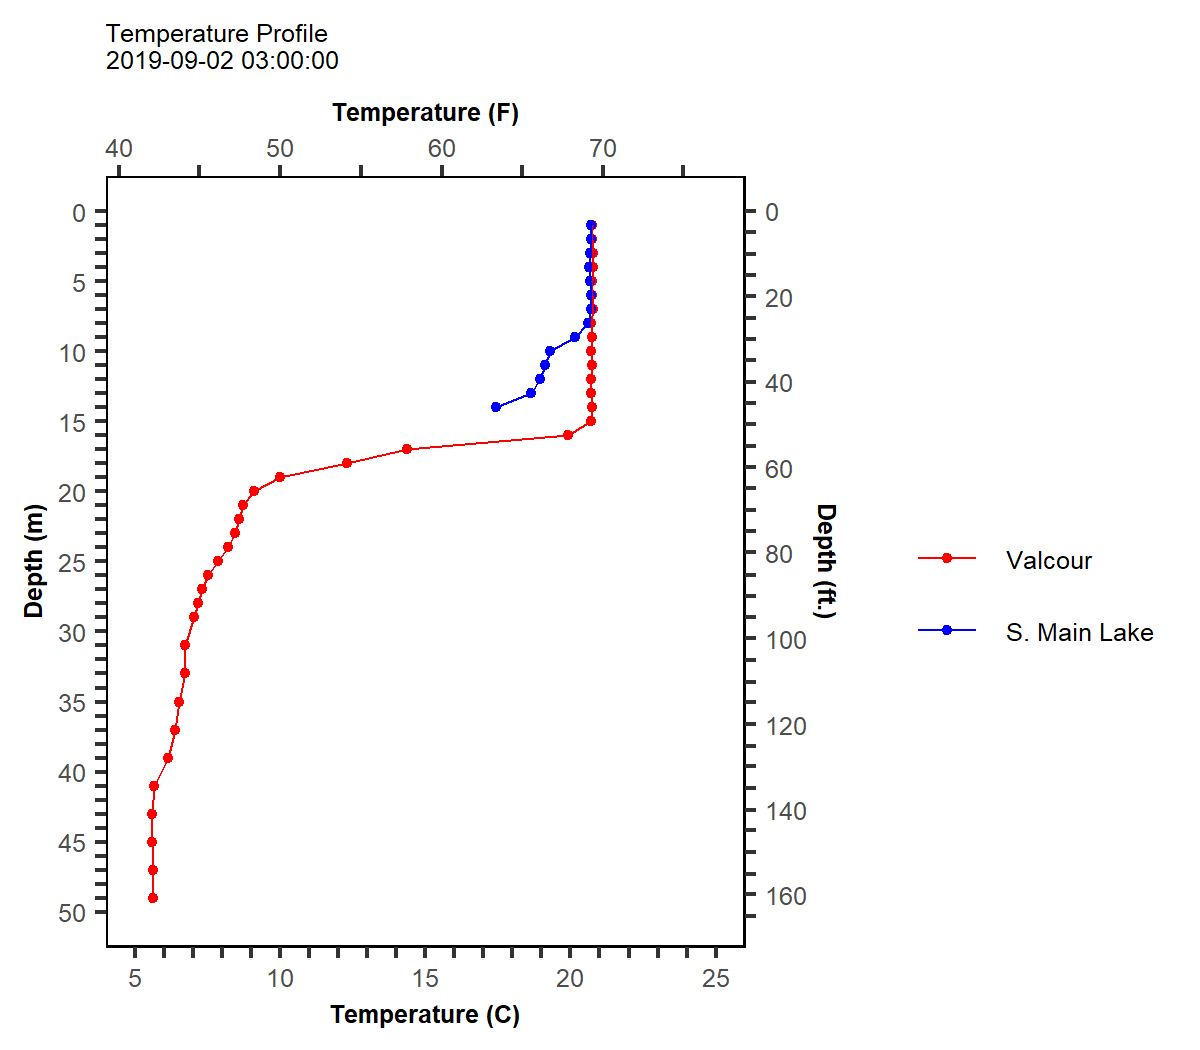 Temperature Profile
2019-09-02 03:00:00
Temperature (F)
40 50 60 70
0
5
10
15
20
25
30
35
40
45
50
Depth (m)
0
20
40
60
80
100
120
140
160
Depth (ft.)
5 10 15 20 25
Temperature (C)
Valcour
S. Main Lake